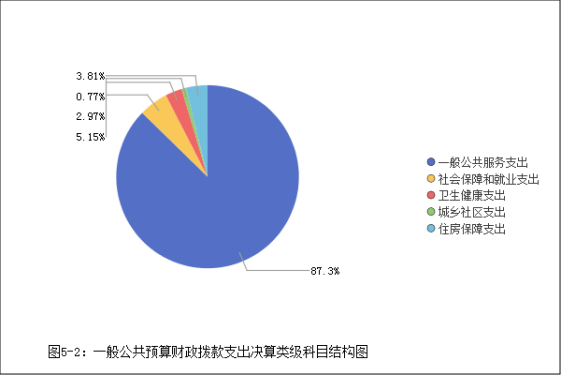 3.81%
0.77%
2.97%
5.15%
87.3%
一般公共服务支出
社会保障和就业支出
卫生健康支出
城乡社区支出
住房保障支出
图5-2：一般公共预算财政拨款支出决算类级科目结构图